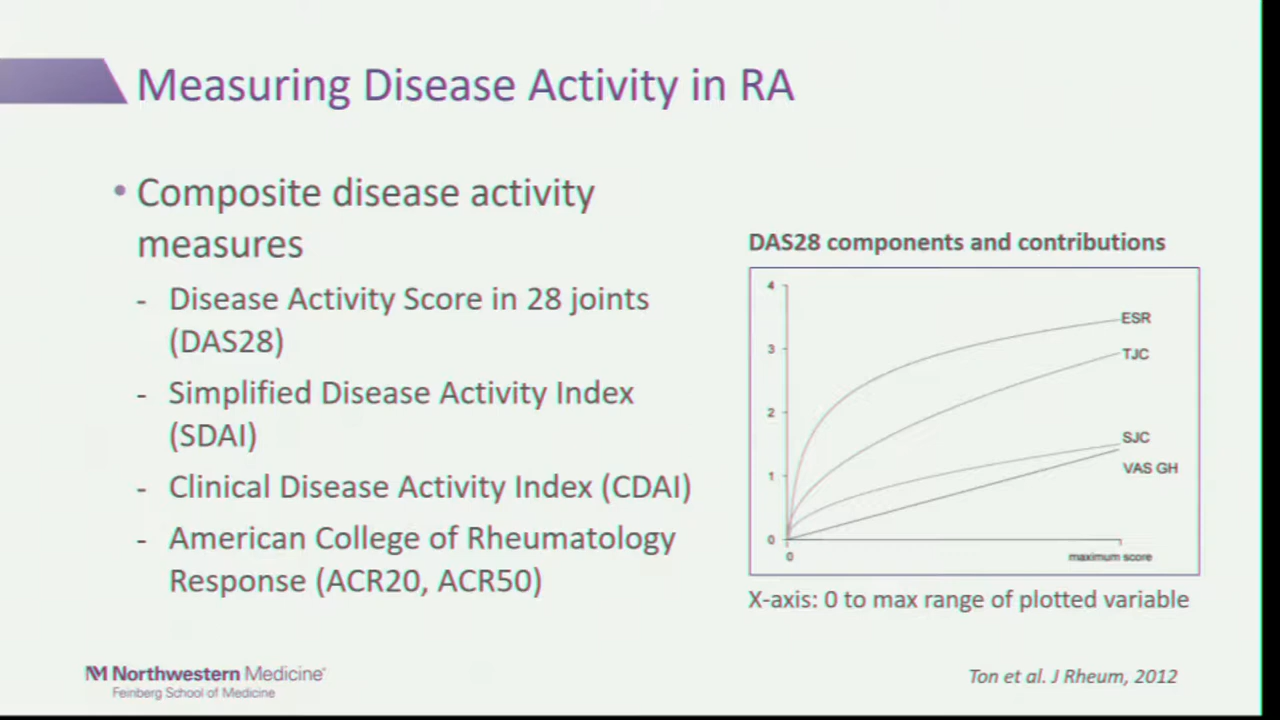 Measuring Disease Activity in RA
• Composite disease activity
measures
- Disease Activity Score in 28 joints
(DAS28)
- Simplified Disease Activity Index
(SDAI)
- Clinical Disease Activity Index (CDAI)
- American College of Rheumatology
Response (ACR20, ACR50)
DAS28 components and contributions
4
3
2
1
0
0
maximum score
ESR
TJC
SJC
VAS GH
X-axis: 0 to max range of plotted variable
NM Northwestern Medicine®
Feinberg School of Medicine
Ton et al. J Rheum, 2012